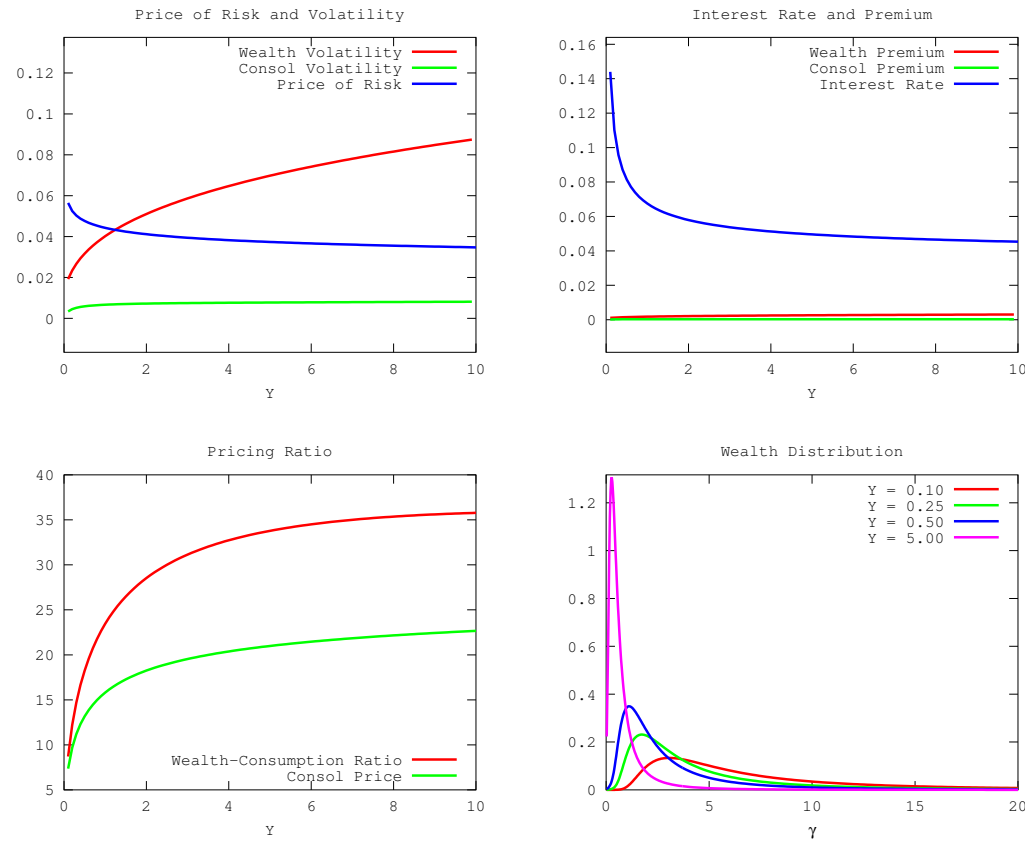 Price of Risk and Volatility
Wealth Volatility
Consol Volatility
Price of Risk
0.12
0.1
0.08
0.06
0.04
0.02
0
0 2 4 6 8 10
Y
Interest Rate and Premium
Wealth Premium
Consol Premium
Interest Rate
0.16
0.14
0.12
0.1
0.08
0.06
0.04
0.02
0
0 2 4 6 8 10
Y
Pricing Ratio
40
35
30
25
20
15
10
5
Wealth-Consumption Ratio
Consol Price
0 2 4 6 8 10
Y
Wealth Distribution
Y = 0.10
Y = 0.25
Y = 0.50
Y = 5.00
1.2
1
0.8
0.6
0.4
0.2
0
0 5 10 15 20
γ